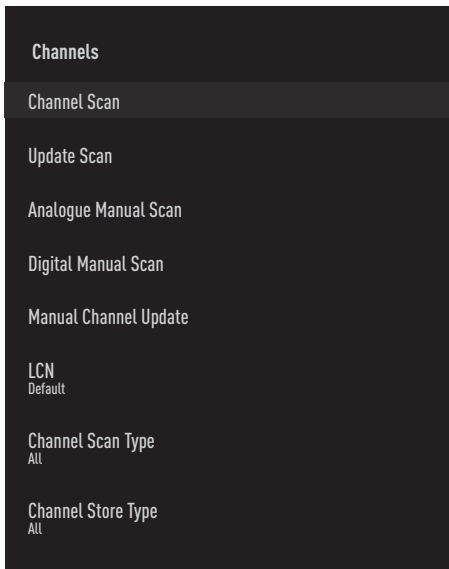 Channels
Channel Scan
Update Scan
Analogue Manual Scan
Digital Manual Scan
Manual Channel Update
LCN
Default
Channel Scan Type
All
Channel Store Type
All